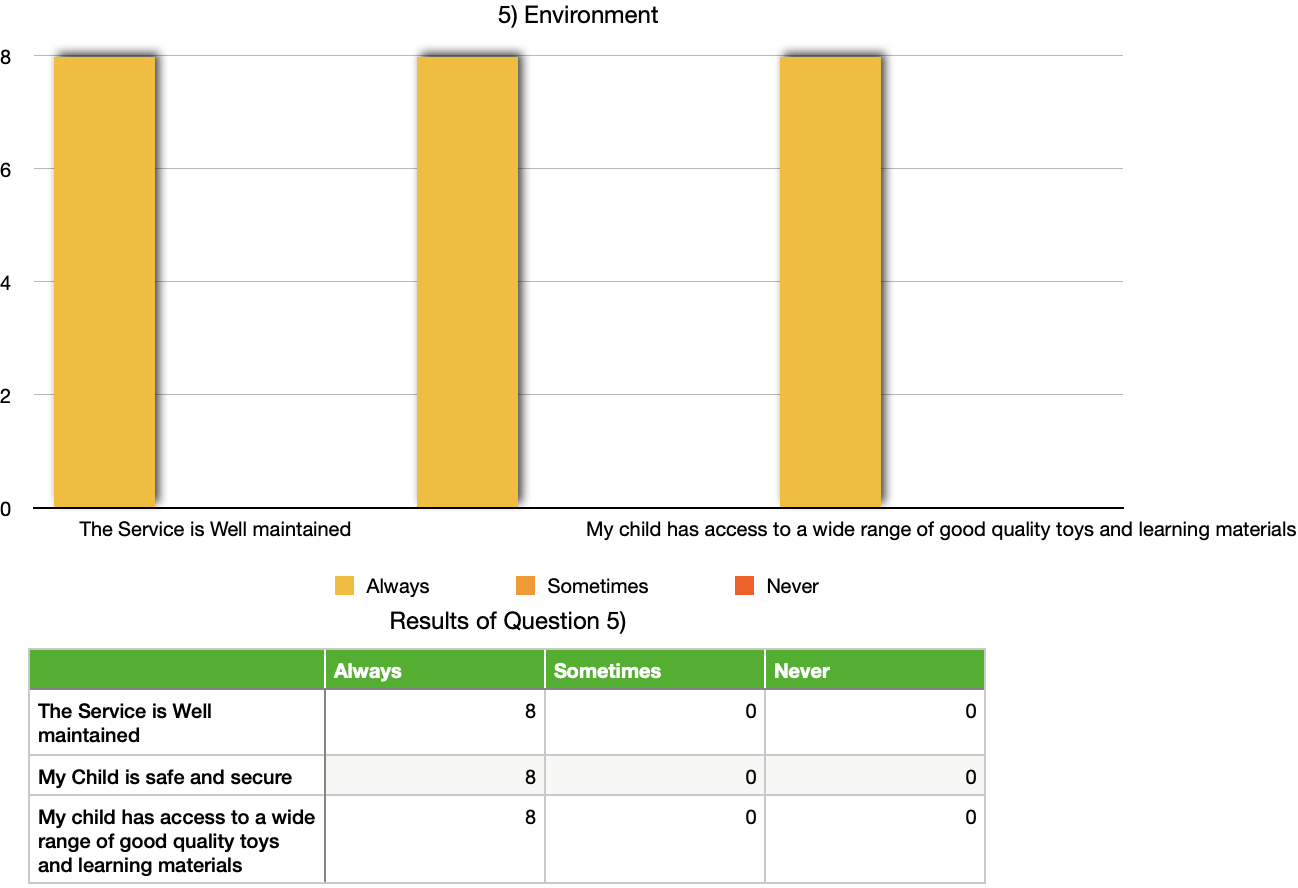 5) Environment
8
6
4
2
0
The Service is Well maintained
My child has access to a wide range of good quality toys and learning materials
Always Sometimes Never
Results of Question 5)
Always Sometimes Never
The Service is Well
maintained
8 0 0
My Child is safe and secure 8 0 0
My child has access to a wide
range of good quality toys
and learning materials
8 0 0